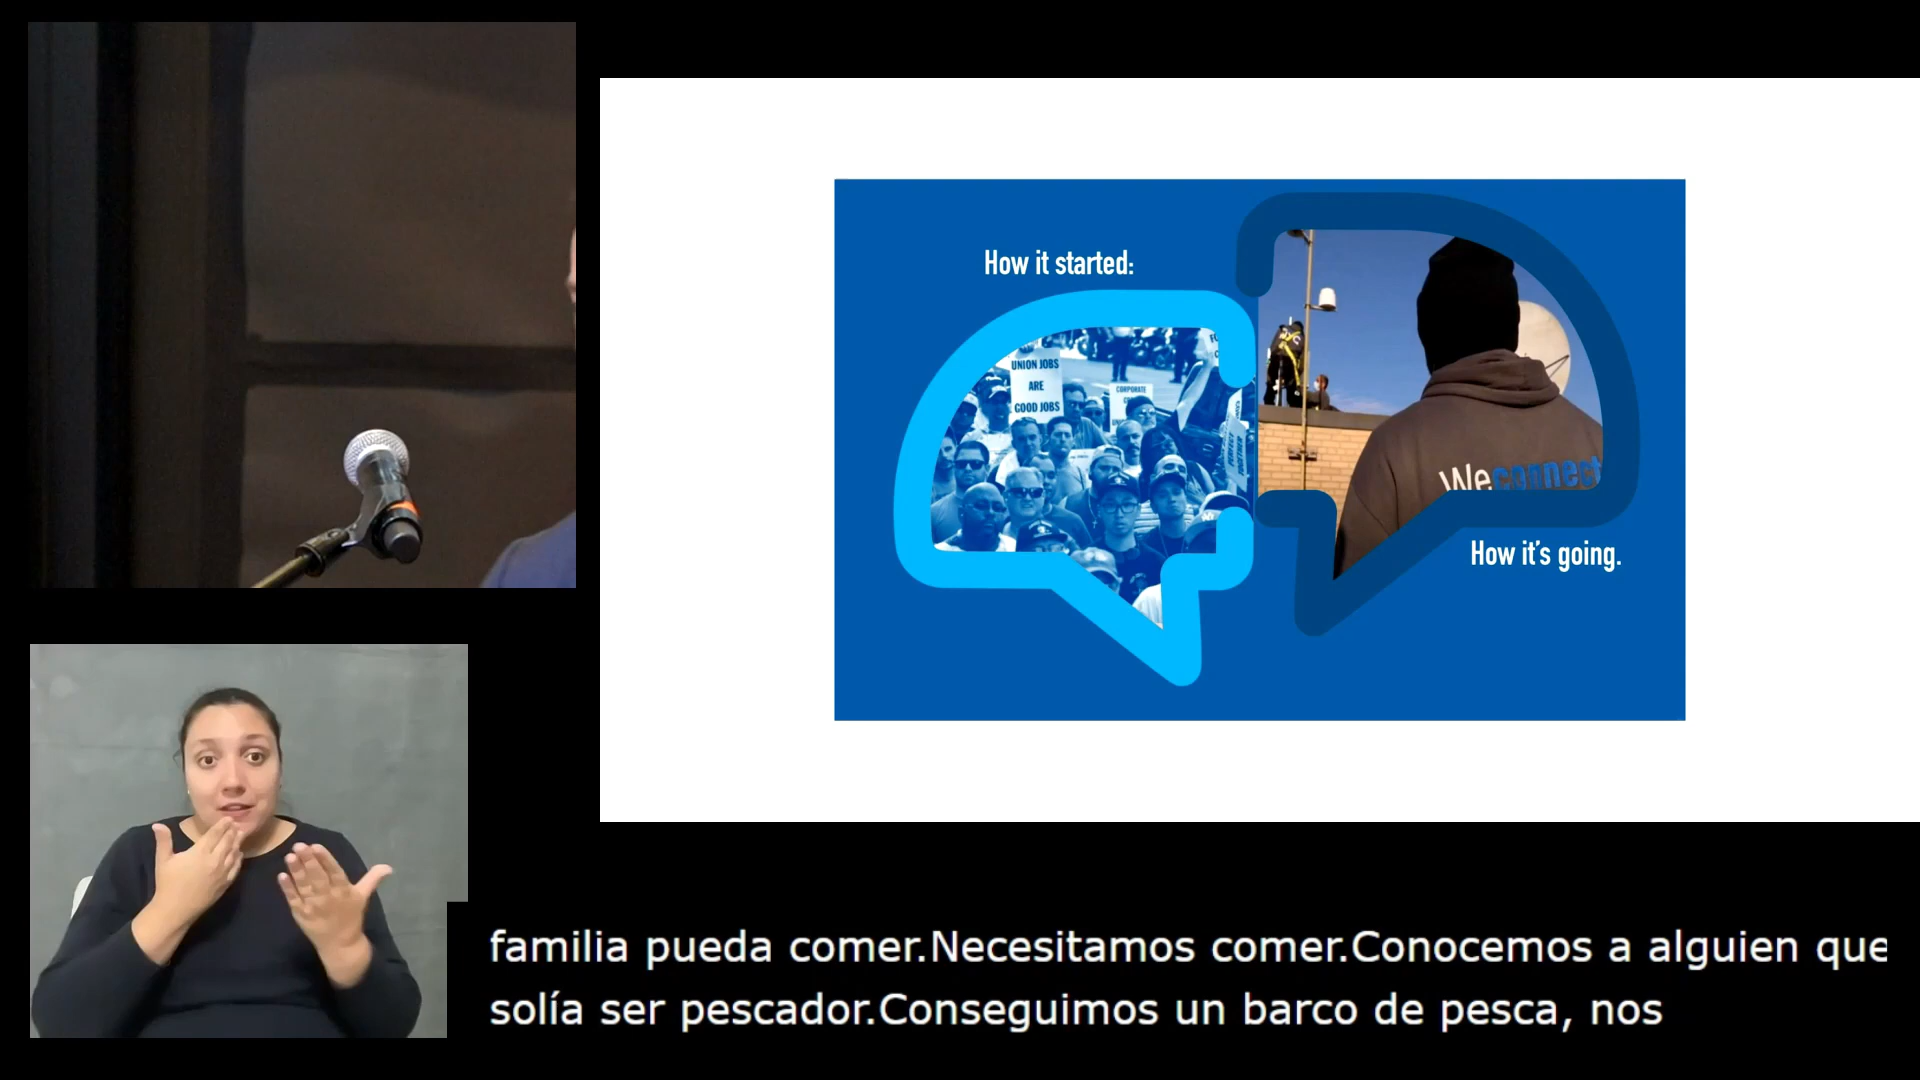 How it started:
UNION JOBS
ARE
GOOD JOBS
CORPORATE
Weconnect
How it's going.
familia pueda comer.Necesitamos comer.Conocemos a alguien que
solía ser pescador.Conseguimos un barco de pesca, nos